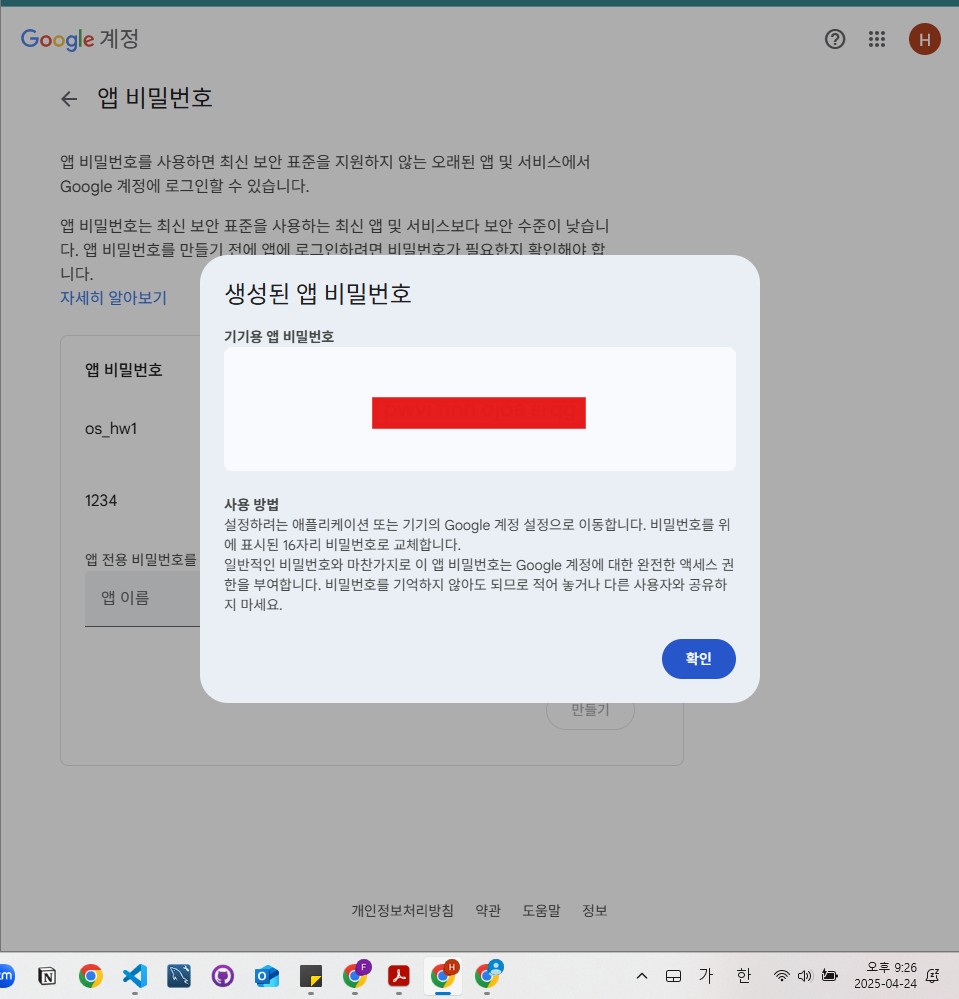 Google 계정
H
앱 비밀번호
앱 비밀번호를 사용하면 최신 보안 표준을 지원하지 않는 오래된 앱 및 서비스에서
Google 계정에 로그인할 수 있습니다.
앱 비밀번호는 최신 보안 표준을 사용하는 최신 앱 및 서비스보다 보안 수준이 낮습니
다. 앱 비밀번호를 만들기 전에 앱에 로그인하려면 비밀번호가 필요한지 확인해야 합
니다.
자세히 알아보기
생성된 앱 비밀번호
기기용 앱 비밀번호
앱 비밀번호
os_hw1
1234
사용 방법
설정하려는 애플리케이션 또는 기기의 Google 계정 설정으로 이동합니다. 비밀번호를 위
에 표시된 16자리 비밀번호로 교체합니다.
일반적인 비밀번호와 마찬가지로 이 앱 비밀번호는 Google 계정에 대한 완전한 액세스 권
한을 부여합니다. 비밀번호를 기억하지 않아도 되므로 적어 놓거나 다른 사용자와 공유하
지 마세요.
앱 전용 비밀번호를
앱 이름
확인
만들기
개인정보처리방침 약관 도움말 정보
가 한 오후 9:26
2025-04-24